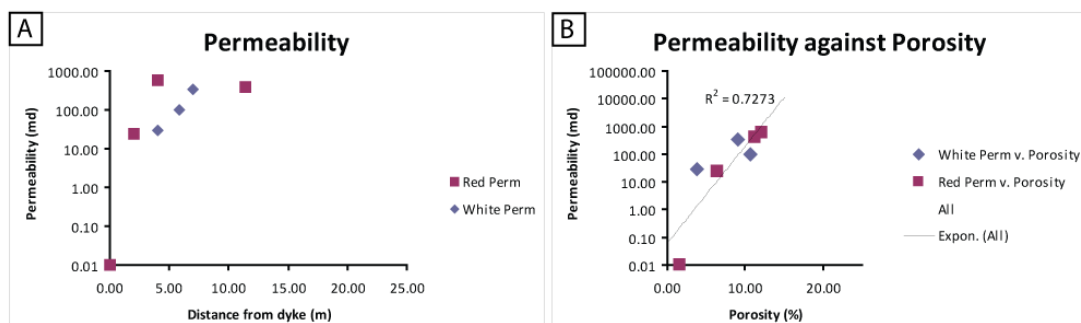 A
Permeability
1000.00
100.00
10.00
1.00
0.10
0.01
0.00 5.00 10.00 15.00 20.00 25.00
Permeability (md)
Distance from dyke (m)
Red Perm
White Perm
B
Permeability against Porosity
100000.00
10000.00
1000.00
100.00
10.00
1.00
0.10
0.01
0.00 10.00 20.00
Permeability (md)
Porosity (%)
R² = 0.7273
White Perm v. Porosity
Red Perm v. Porosity
All
Expon. (All)